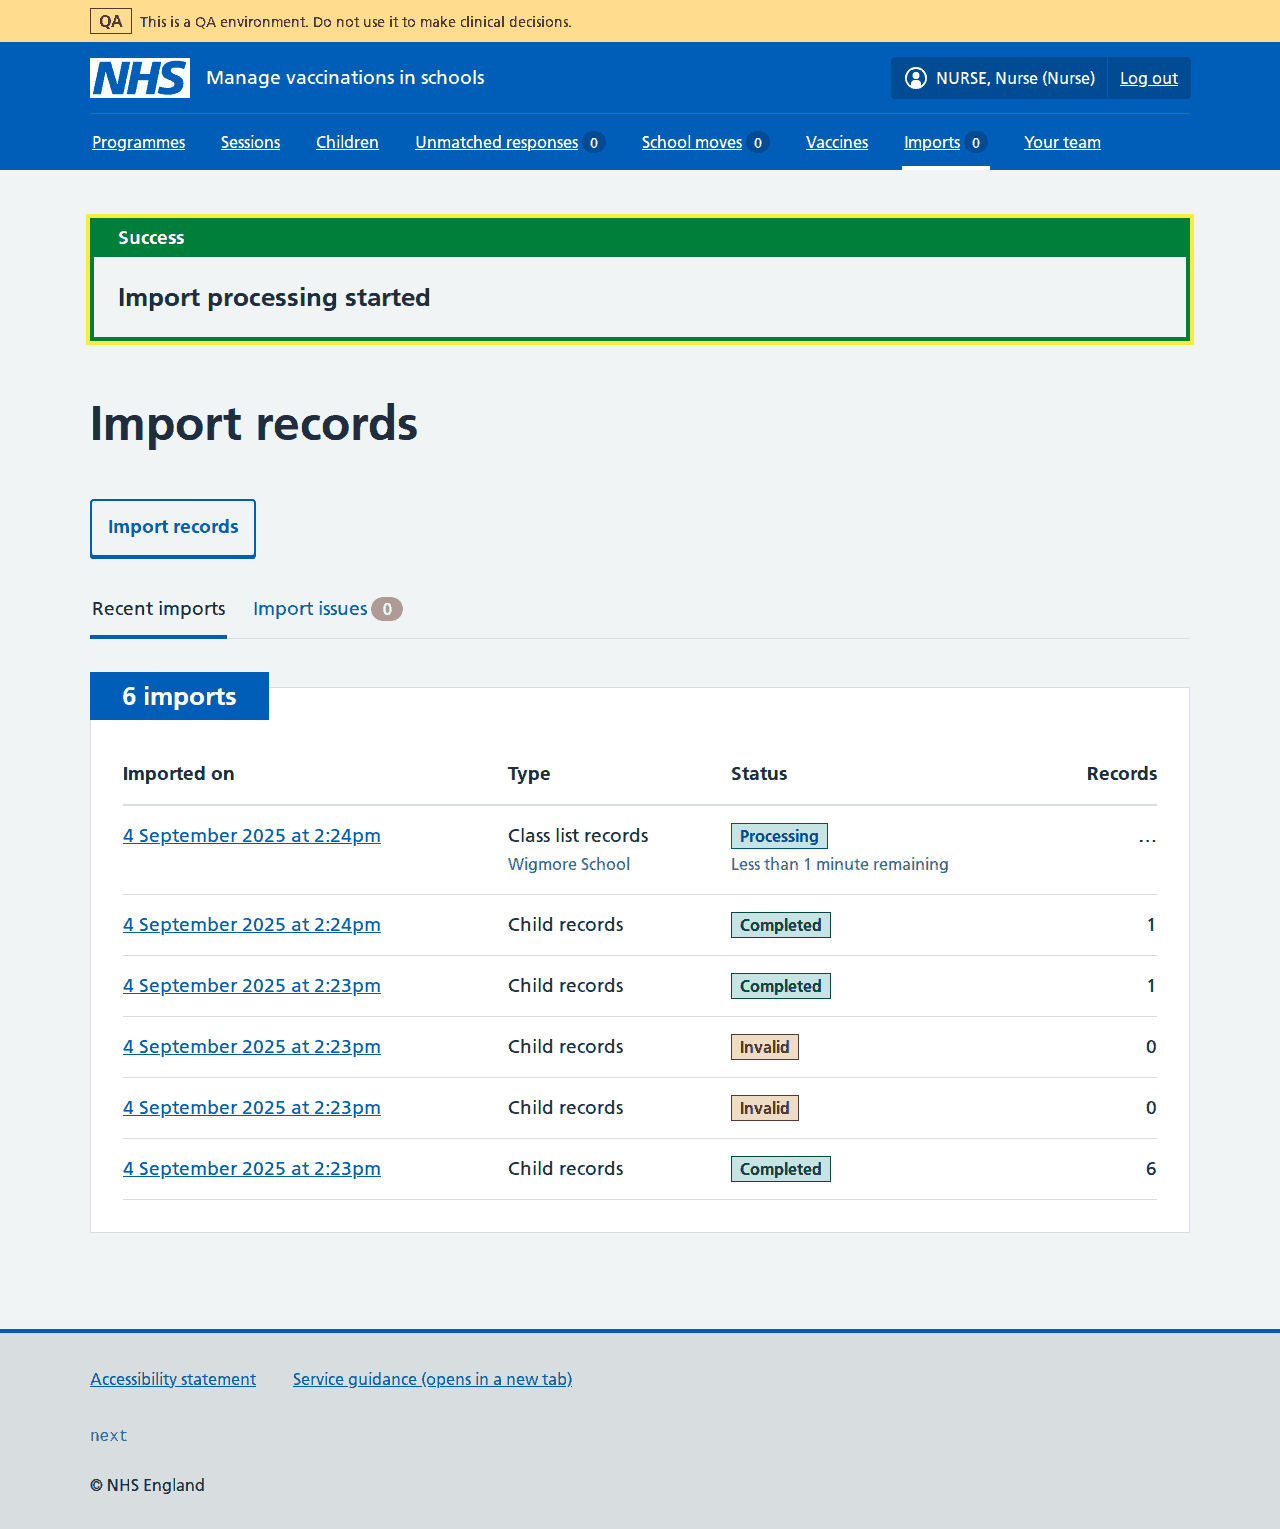 QA This is a QA environment. Do not use it to make clinical decisions.
NHS Manage vaccinations in schools NURSE, Nurse (Nurse) Log out
Programmes Sessions Children Unmatched responses 0 School moves 0 Vaccines Imports 0 Your team
Success
Import processing started
Import records
Import records
Recent imports Import issues 0
6 imports
Imported on Type Status Records
4 September 2025 at 2:24pm Class list records Processing ...
Wigmore School Less than 1 minute remaining
4 September 2025 at 2:24pm Child records Completed 1
4 September 2025 at 2:23pm Child records Completed 1
4 September 2025 at 2:23pm Child records Invalid 0
4 September 2025 at 2:23pm Child records Invalid 0
4 September 2025 at 2:23pm Child records Completed 6
Accessibility statement Service guidance (opens in a new tab)
next
© NHS England